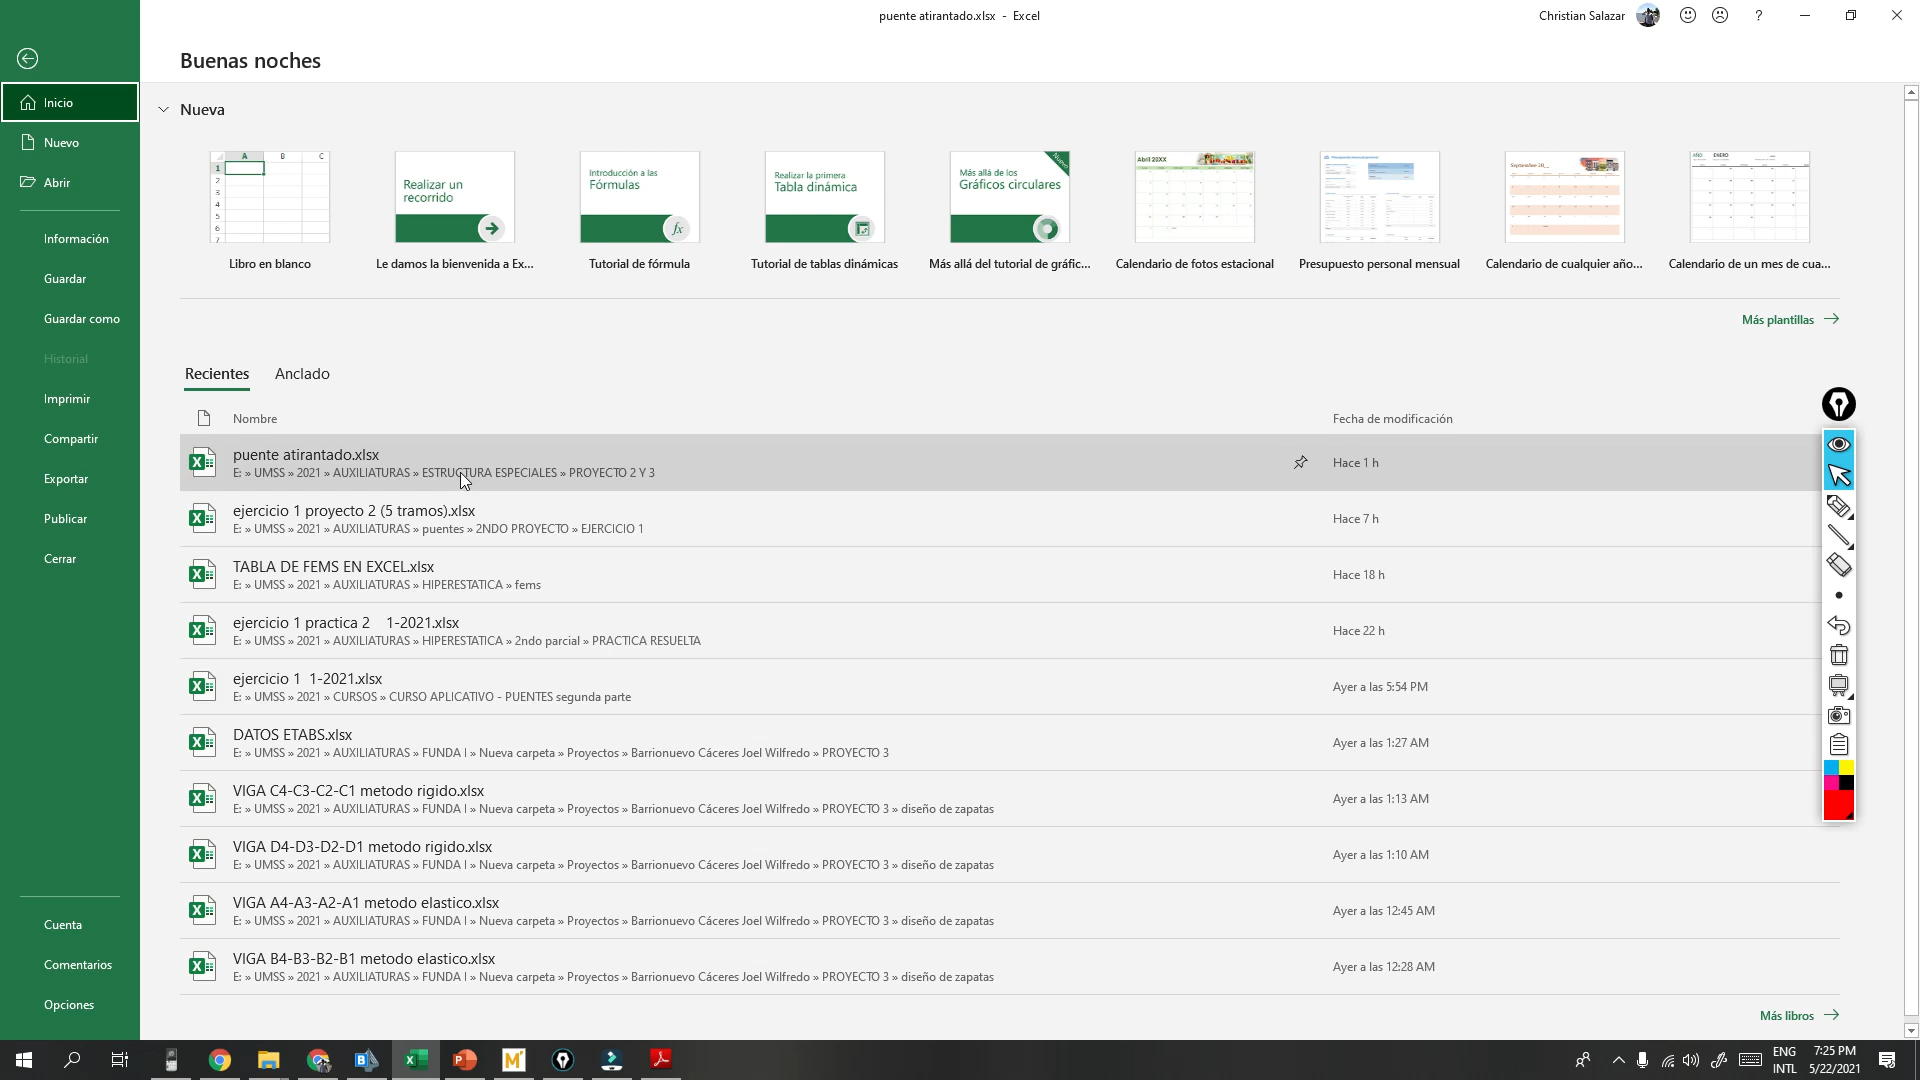 puente atirantado.xlsx - Excel
Christian Salazar
?
Buenas noches
Inicio
Nuevo
Abrir
Información
Guardar
Guardar como
Historial
Imprimir
Compartir
Exportar
Publicar
Cerrar
Cuenta
Comentarios
Opciones
Nueva
A B C
1
2
3
4
5
6
7
Libro en blanco
Realizar un
recorrido
Le damos la bienvenida a Ex...
Introducción a las
Fórmulas
fx
Tutorial de fórmula
Realizar la primera
Tabla dinámica
Tutorial de tablas dinámicas
Más allá de los
Gráficos circulares
Nuevo
Más allá del tutorial de gráfic...
Abril 20XX
Calendario de fotos estacional
Presupuesto personal mensual
Calendario de cualquier año...
ENERO
Calendario de un mes de cua...
Más plantillas
Recientes Anclado
Nombre Fecha de modificación
puente atirantado.xlsx
E: » UMSS » 2021 » AUXILIATURAS » ESTRUCTURA ESPECIALES » PROYECTO 2 Y 3
Hace 1 h
ejercicio 1 proyecto 2 (5 tramos).xlsx
E: » UMSS » 2021 » AUXILIATURAS » puentes » 2NDO PROYECTO » EJERCICIO 1
Hace 7 h
TABLA DE FEMS EN EXCEL.xlsx
E: » UMSS » 2021 » AUXILIATURAS » HIPERESTATICA » fems
Hace 18 h
ejercicio 1 practica 2    1-2021.xlsx
E: » UMSS » 2021 » AUXILIATURAS » HIPERESTATICA » 2ndo parcial » PRACTICA RESUELTA
Hace 22 h
ejercicio 1  1-2021.xlsx
E: » UMSS » 2021 » CURSOS » CURSO APLICATIVO - PUENTES segunda parte
Ayer a las 5:54 PM
DATOS ETABS.xlsx
E: » UMSS » 2021 » AUXILIATURAS » FUNDA I » Nueva carpeta » Proyectos » Barrionuevo Cáceres Joel Wilfredo » PROYECTO 3
Ayer a las 1:27 AM
VIGA C4-C3-C2-C1 metodo rigido.xlsx
E: » UMSS » 2021 » AUXILIATURAS » FUNDA I » Nueva carpeta » Proyectos » Barrionuevo Cáceres Joel Wilfredo » PROYECTO 3 » diseño de zapatas
Ayer a las 1:13 AM
VIGA D4-D3-D2-D1 metodo rigido.xlsx
E: » UMSS » 2021 » AUXILIATURAS » FUNDA I » Nueva carpeta » Proyectos » Barrionuevo Cáceres Joel Wilfredo » PROYECTO 3 » diseño de zapatas
Ayer a las 1:10 AM
VIGA A4-A3-A2-A1 metodo elastico.xlsx
E: » UMSS » 2021 » AUXILIATURAS » FUNDA I » Nueva carpeta » Proyectos » Barrionuevo Cáceres Joel Wilfredo » PROYECTO 3 » diseño de zapatas
Ayer a las 12:45 AM
VIGA B4-B3-B2-B1 metodo elastico.xlsx
E: » UMSS » 2021 » AUXILIATURAS » FUNDA I » Nueva carpeta » Proyectos » Barrionuevo Cáceres Joel Wilfredo » PROYECTO 3 » diseño de zapatas
Ayer a las 12:28 AM
Más libros
ENG
INTL
7:25 PM
5/22/2021